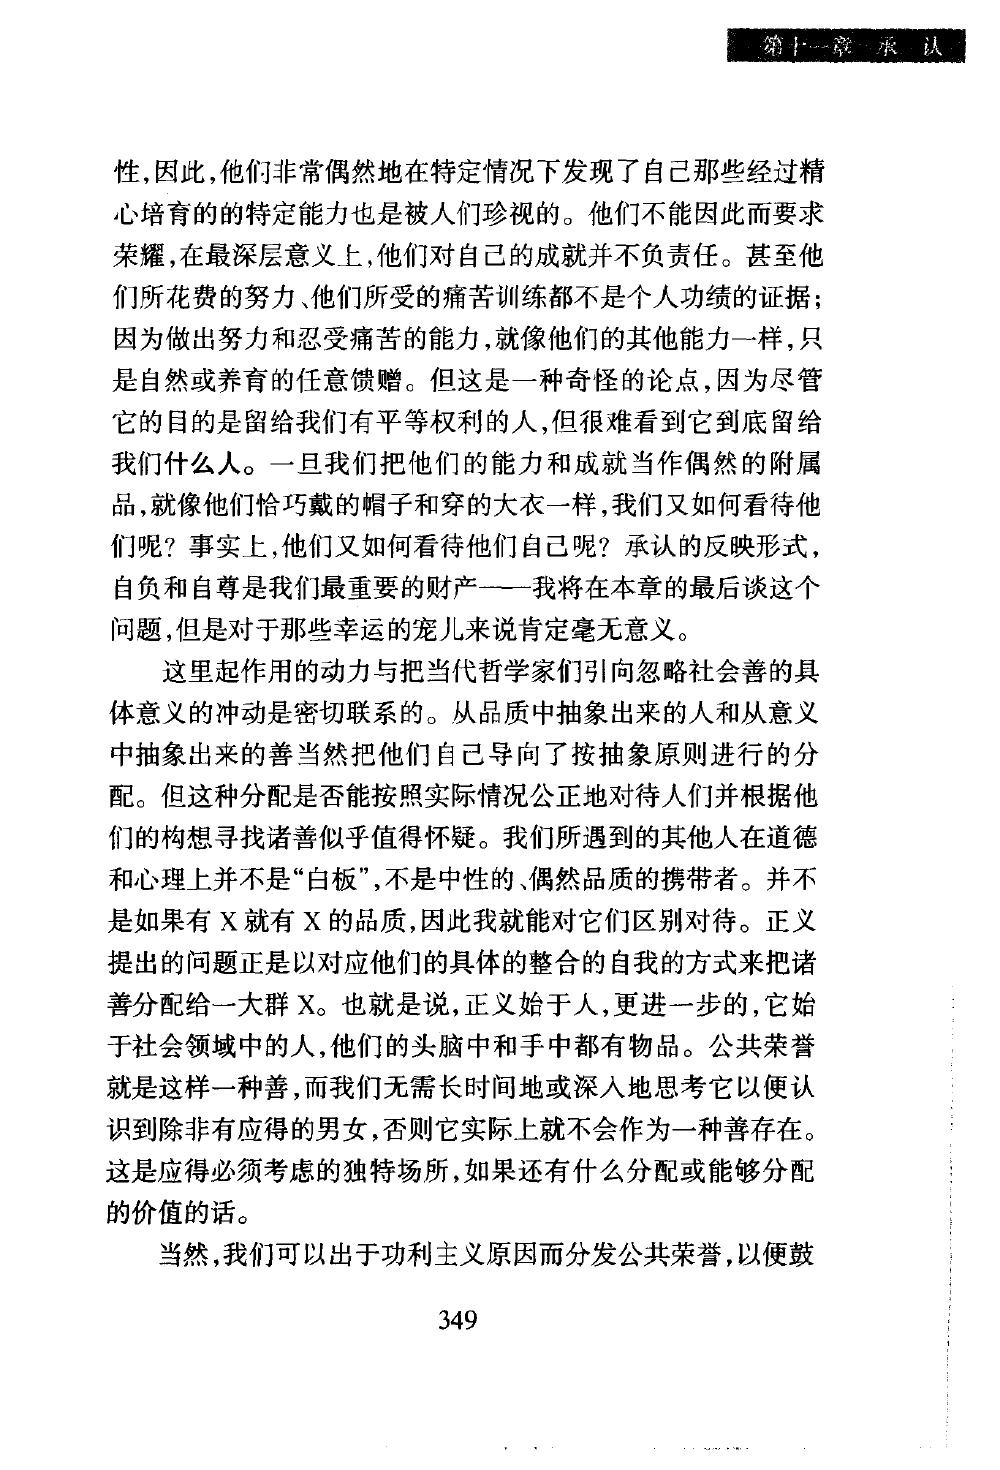 第十一章 承 认
性,因此,他们非常偶然地在特定情况下发现了自己那些经过精
心培育的的特定能力也是被人们珍视的。他们不能因此而要求
荣耀,在最深层意义上,他们对自己的成就并不负责任。甚至他
们所花费的努力、他们所受的痛苦训练都不是个人功绩的证据;
因为做出努力和忍受痛苦的能力,就像他们的其他能力一样,只
是自然或养育的任意馈赠。但这是一种奇怪的论点,因为尽管
它的目的是留给我们有平等权利的人,但很难看到它到底留给
我们什么人。一旦我们把他们的能力和成就当作偶然的附属
品,就像他们恰巧戴的帽子和穿的大衣一样,我们又如何看待他
们呢?事实上,他们又如何看待他们自己呢?承认的反映形式,
自负和自尊是我们最重要的财产——我将在本章的最后谈这个
问题,但是对于那些幸运的宠儿来说肯定毫无意义。
这里起作用的动力与把当代哲学家们引向忽略社会善的具
体意义的冲动是密切联系的。从品质中抽象出来的人和从意义
中抽象出来的善当然把他们自己导向了按抽象原则进行的分
配。但这种分配是否能按照实际情况公正地对待人们并根据他
们的构想寻找诸善似乎值得怀疑。我们所遇到的其他人在道德
和心理上并不是“白板”,不是中性的、偶然品质的携带者。并不
是如果有 X 就有 X 的品质,因此我就能对它们区别对待。正义
提出的问题正是以对应他们的具体的整合的自我的方式来把诸
善分配给一大群 X。也就是说,正义始于人,更进一步的,它始
于社会领域中的人,他们的头脑中和手中都有物品。公共荣誉
就是这样一种善,而我们无需长时间地或深入地思考它以便认
识到除非有应得的男女,否则它实际上就不会作为一种善存在。
这是应得必须考虑的独特场所,如果还有什么分配或能够分配
的价值的话。
当然,我们可以出于功利主义原因而分发公共荣誉,以便鼓
349